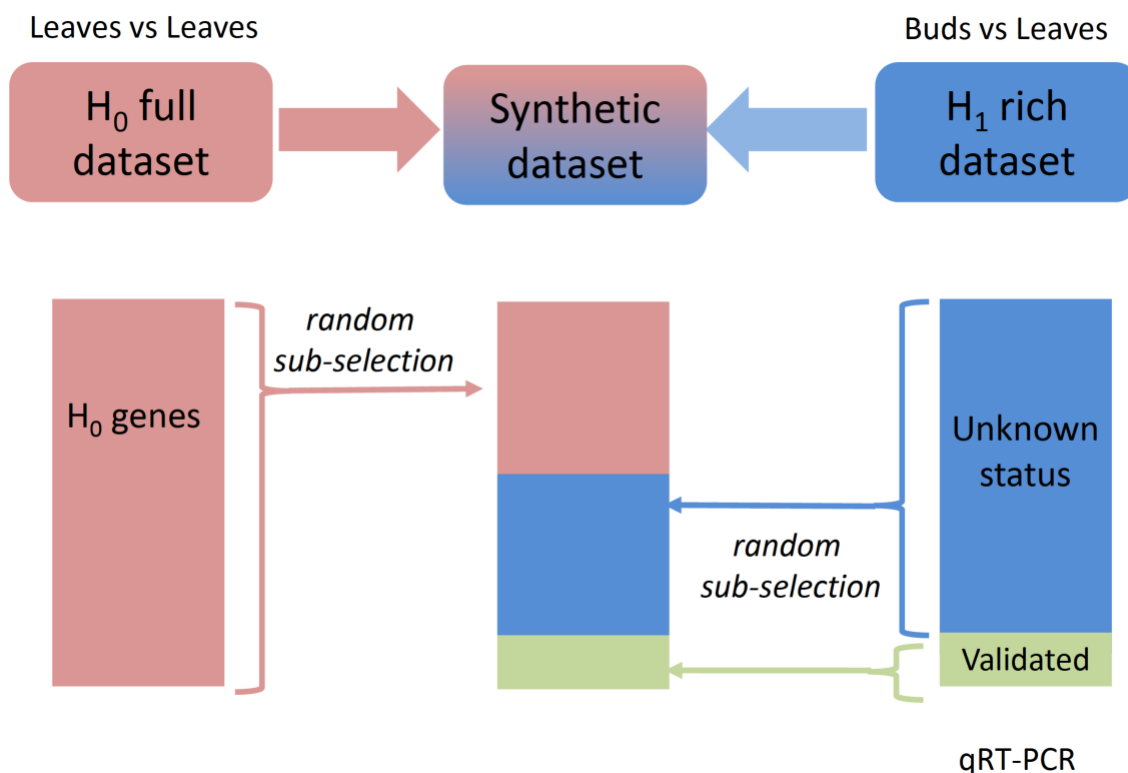 Leaves vs Leaves
Buds vs Leaves
H₀ full
dataset
Synthetic
dataset
H₁ rich
dataset
random
sub-selection
H₀ genes
Unknown
status
random
sub-selection
Validated
qRT-PCR